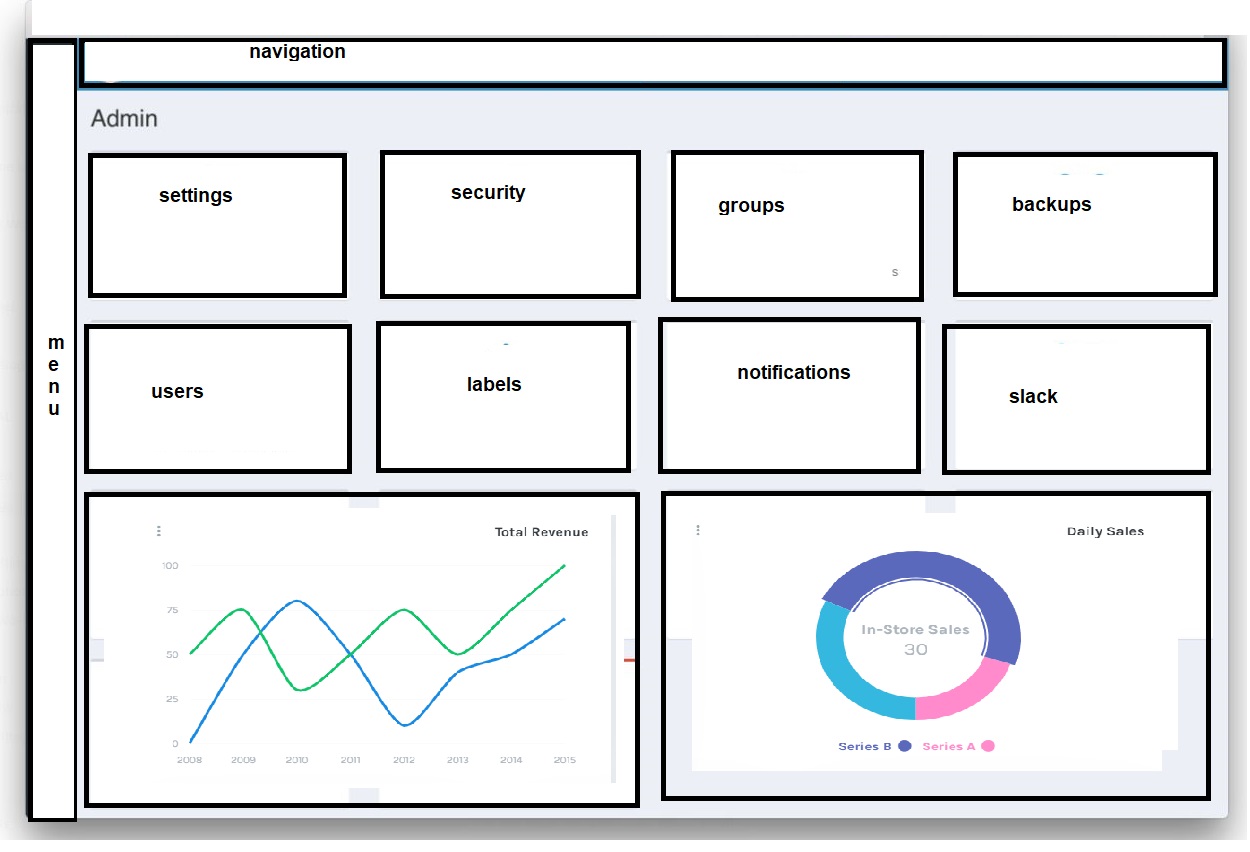 navigation
Admin
settings
security
groups
backups
s
m
e
n
u
users
labels
notifications
slack
Total Revenue
100
75
50
25
0
2008 2009 2010 2011 2012 2013 2014 2015
Daily Sales
In-Store Sales
30
Series B Series A